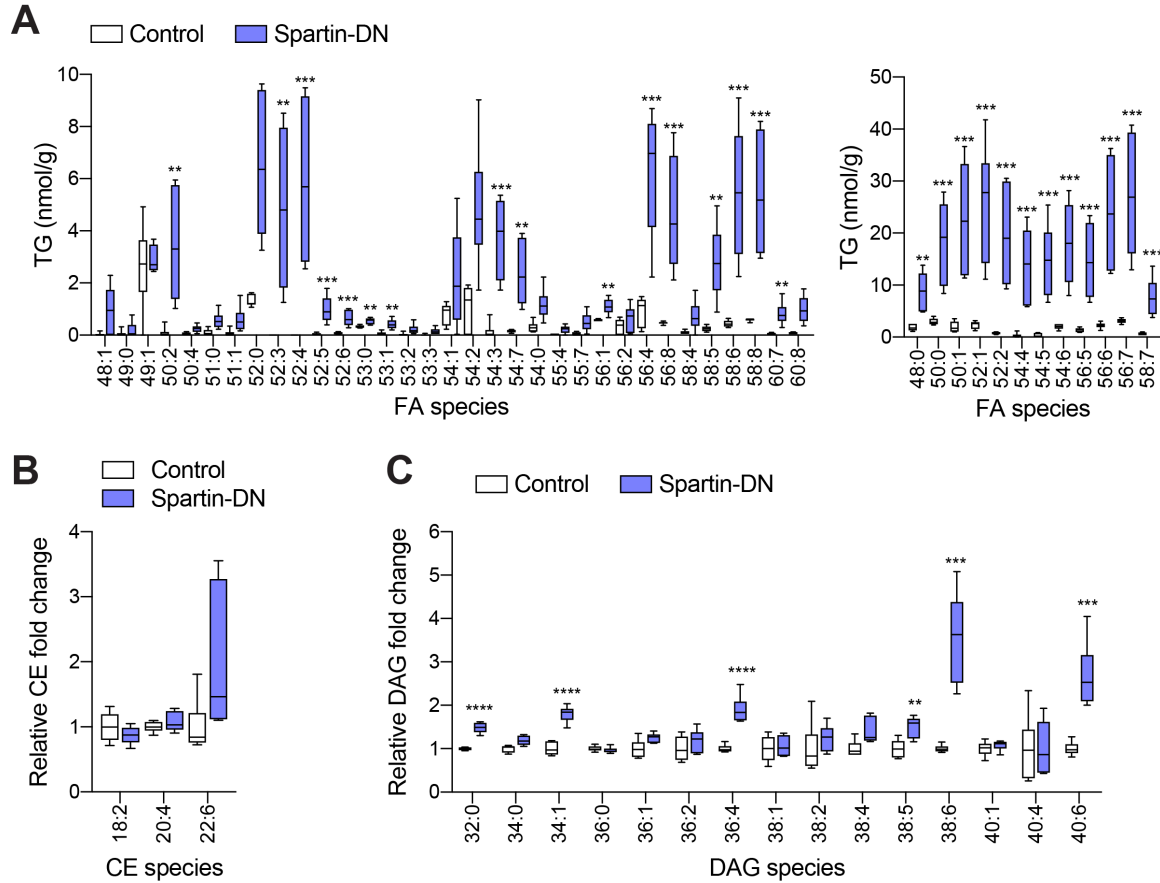 A
Control Spartin-DN
TG (nmol/g)
10
8
6
4
2
0
** ** *** *** *** ** ** *** ** ** *** *** ** *** *** **
48:1 49:0 49:1 50:2 50:4 51:0 51:1 52:0 52:3 52:4 52:5 52:6 53:0 53:1 53:2 53:3 54:1 54:2 54:3 54:7 54:0 55:4 55:7 56:1 56:2 56:4 56:8 58:4 58:5 58:6 58:8 60:7 60:8
FA species
TG (nmol/g)
50
40
30
20
10
0
** *** *** *** *** *** *** *** *** *** *** ***
48:0 50:0 50:1 52:1 52:2 54:4 54:5 54:6 56:5 56:6 56:7 58:7
FA species
B
Control
Spartin-DN
Relative CE fold change
4
3
2
1
0
18:2 20:4 22:6
CE species
C
Control Spartin-DN
Relative DAG fold change
6
5
4
3
2
1
0
**** **** **** ** *** ***
32:0 34:0 34:1 36:0 36:1 36:2 36:4 38:1 38:2 38:4 38:5 38:6 40:1 40:4 40:6
DAG species